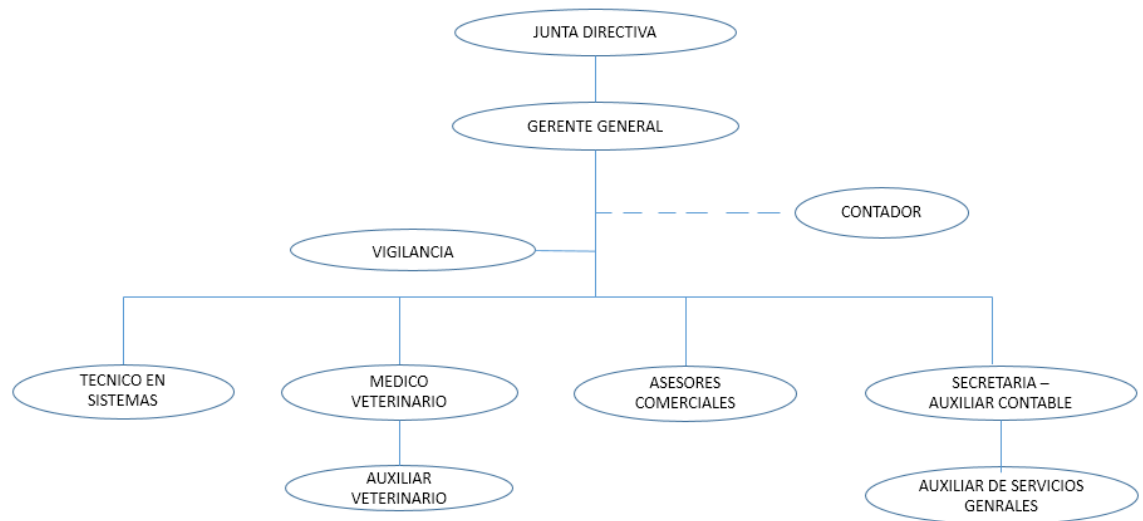 JUNTA DIRECTIVA
GERENTE GENERAL
CONTADOR
VIGILANCIA
TECNICO EN
SISTEMAS
MEDICO
VETERINARIO
ASESORES
COMERCIALES
SECRETARIA –
AUXILIAR CONTABLE
AUXILIAR
VETERINARIO
AUXILIAR DE SERVICIOS
GENRALES